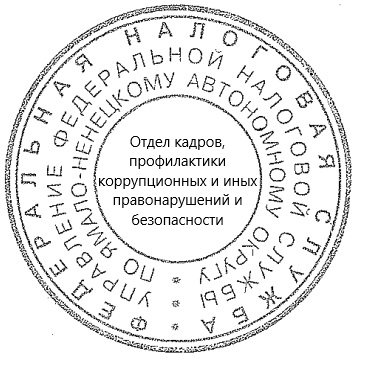 ФЕДЕРАЛЬНАЯ НАЛОГОВАЯ СЛУЖБА *
УПРАВЛЕНИЕ ФЕДЕРАЛЬНОЙ НАЛОГОВОЙ СЛУЖБЫ *
ПО ЯМАЛО-НЕНЕЦКОМУ АВТОНОМНОМУ ОКРУГУ *
Отдел кадров,
профилактики
коррупционных и иных
правонарушений и
безопасности